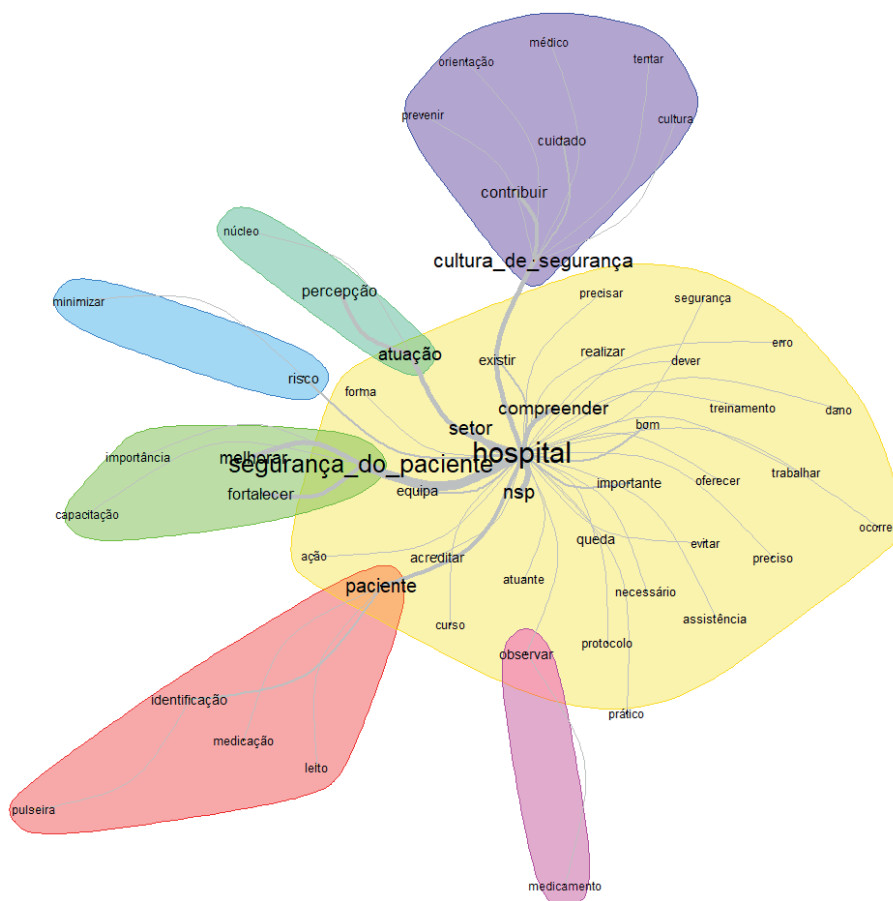 médico
orientação
tentar
prevenir
cultura
cuidado
contribuir
núcleo
cultura_de_segurança
percepção
precisar
segurança
minimizar
erro
atuação
existir
realizar
dever
risco
forma
compreender
treinamento
dano
setor
bom
hospital
importância
melhorar
segurança_do_paciente
trabalhar
fortalecer
equipa
nsp
importante
oferecer
capacitação
ocorre
queda
evitar
ação
acreditar
preciso
paciente
atuante
necessário
curso
assistência
protocolo
observar
identificação
prático
medicação
leito
pulseira
medicamento